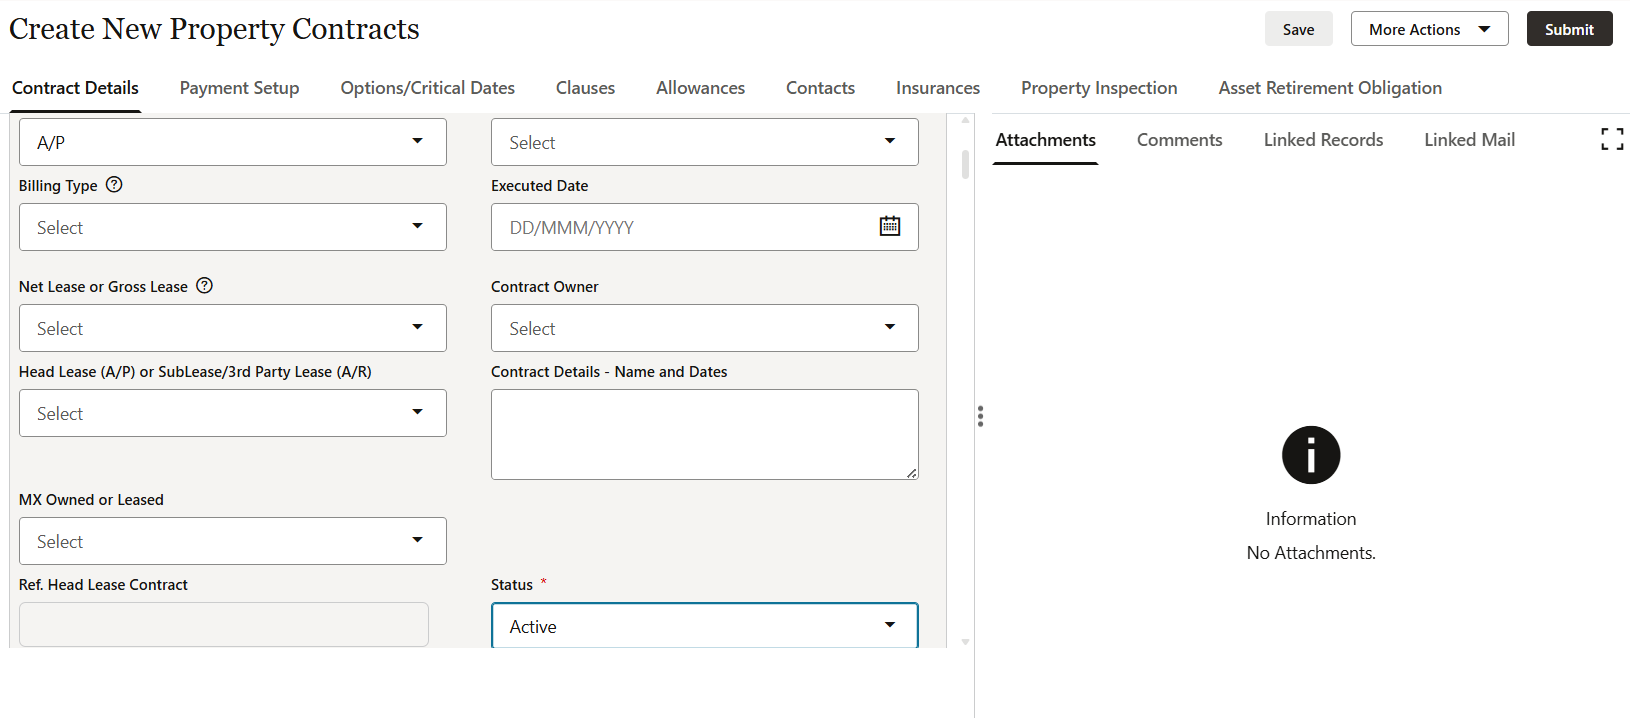 Create New Property Contracts
Save
More Actions
Submit
Contract Details
Payment Setup
Options/Critical Dates
Clauses
Allowances
Contacts
Insurances
Property Inspection
Asset Retirement Obligation
A/P
Select
Billing Type
Select
Executed Date
DD/MMM/YYYY
Net Lease or Gross Lease
Select
Contract Owner
Select
Head Lease (A/P) or SubLease/3rd Party Lease (A/R)
Select
Contract Details - Name and Dates
MX Owned or Leased
Select
Ref. Head Lease Contract
Status *
Active
Attachments
Comments
Linked Records
Linked Mail
Information
No Attachments.